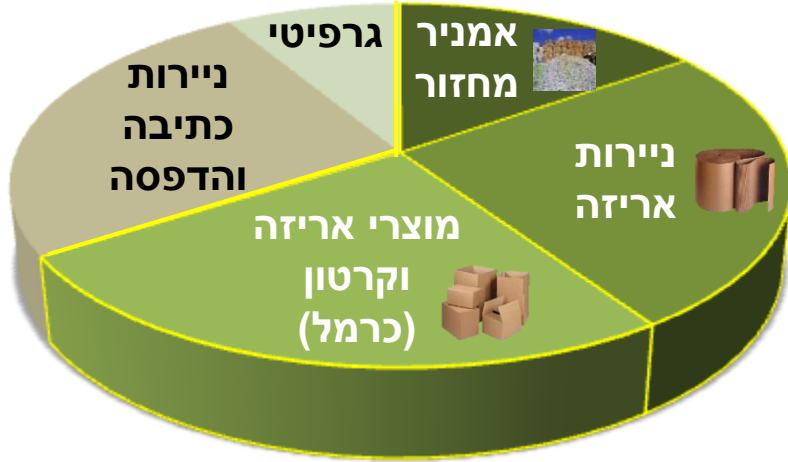 אמניר
מחזור
ניירות
אריזה
מוצרי אריזה
וקרטון
(כרמל)
ניירות
כתיבה
והדפסה
גרפיטי